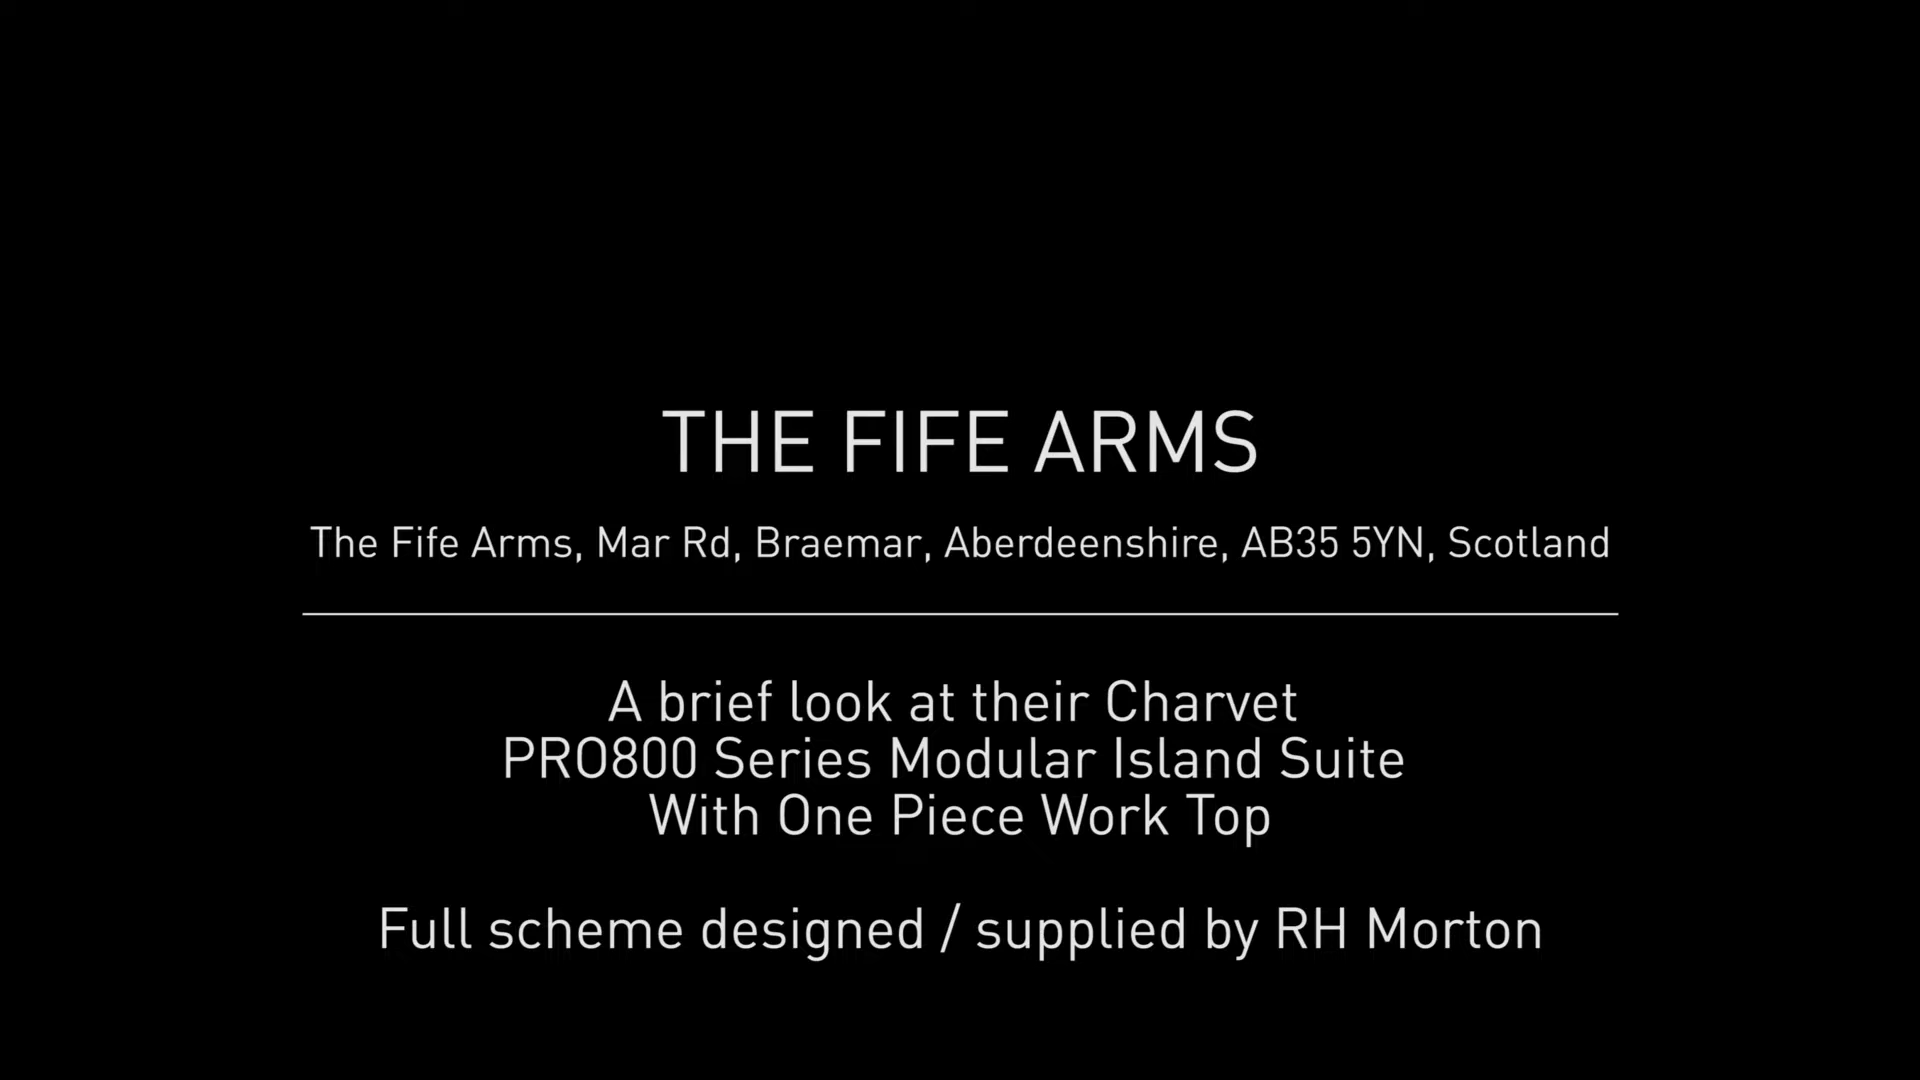 THE FIFE ARMS
The Fife Arms, Mar Rd, Braemar, Aberdeenshire, AB35 5YN, Scotland
A brief look at their Charvet
PRO800 Series Modular Island Suite
With One Piece Work Top
Full scheme designed / supplied by RH Morton